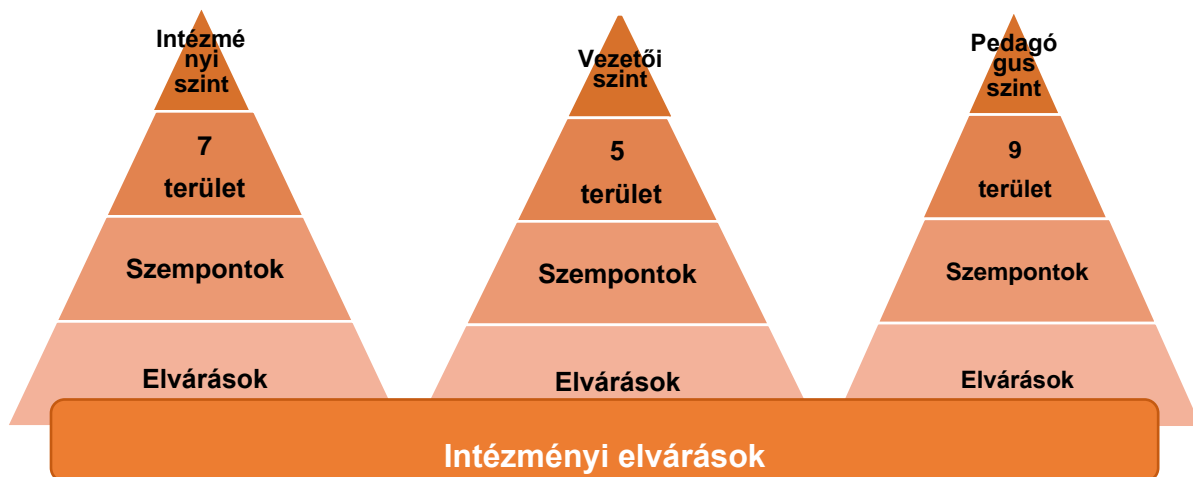 Intézmé
nyi
szint
7
terület
Szempontok
Elvárások
Vezetői
szint
5
terület
Szempontok
Elvárások
Pedagó
gus
szint
9
terület
Szempontok
Elvárások
Intézményi elvárások